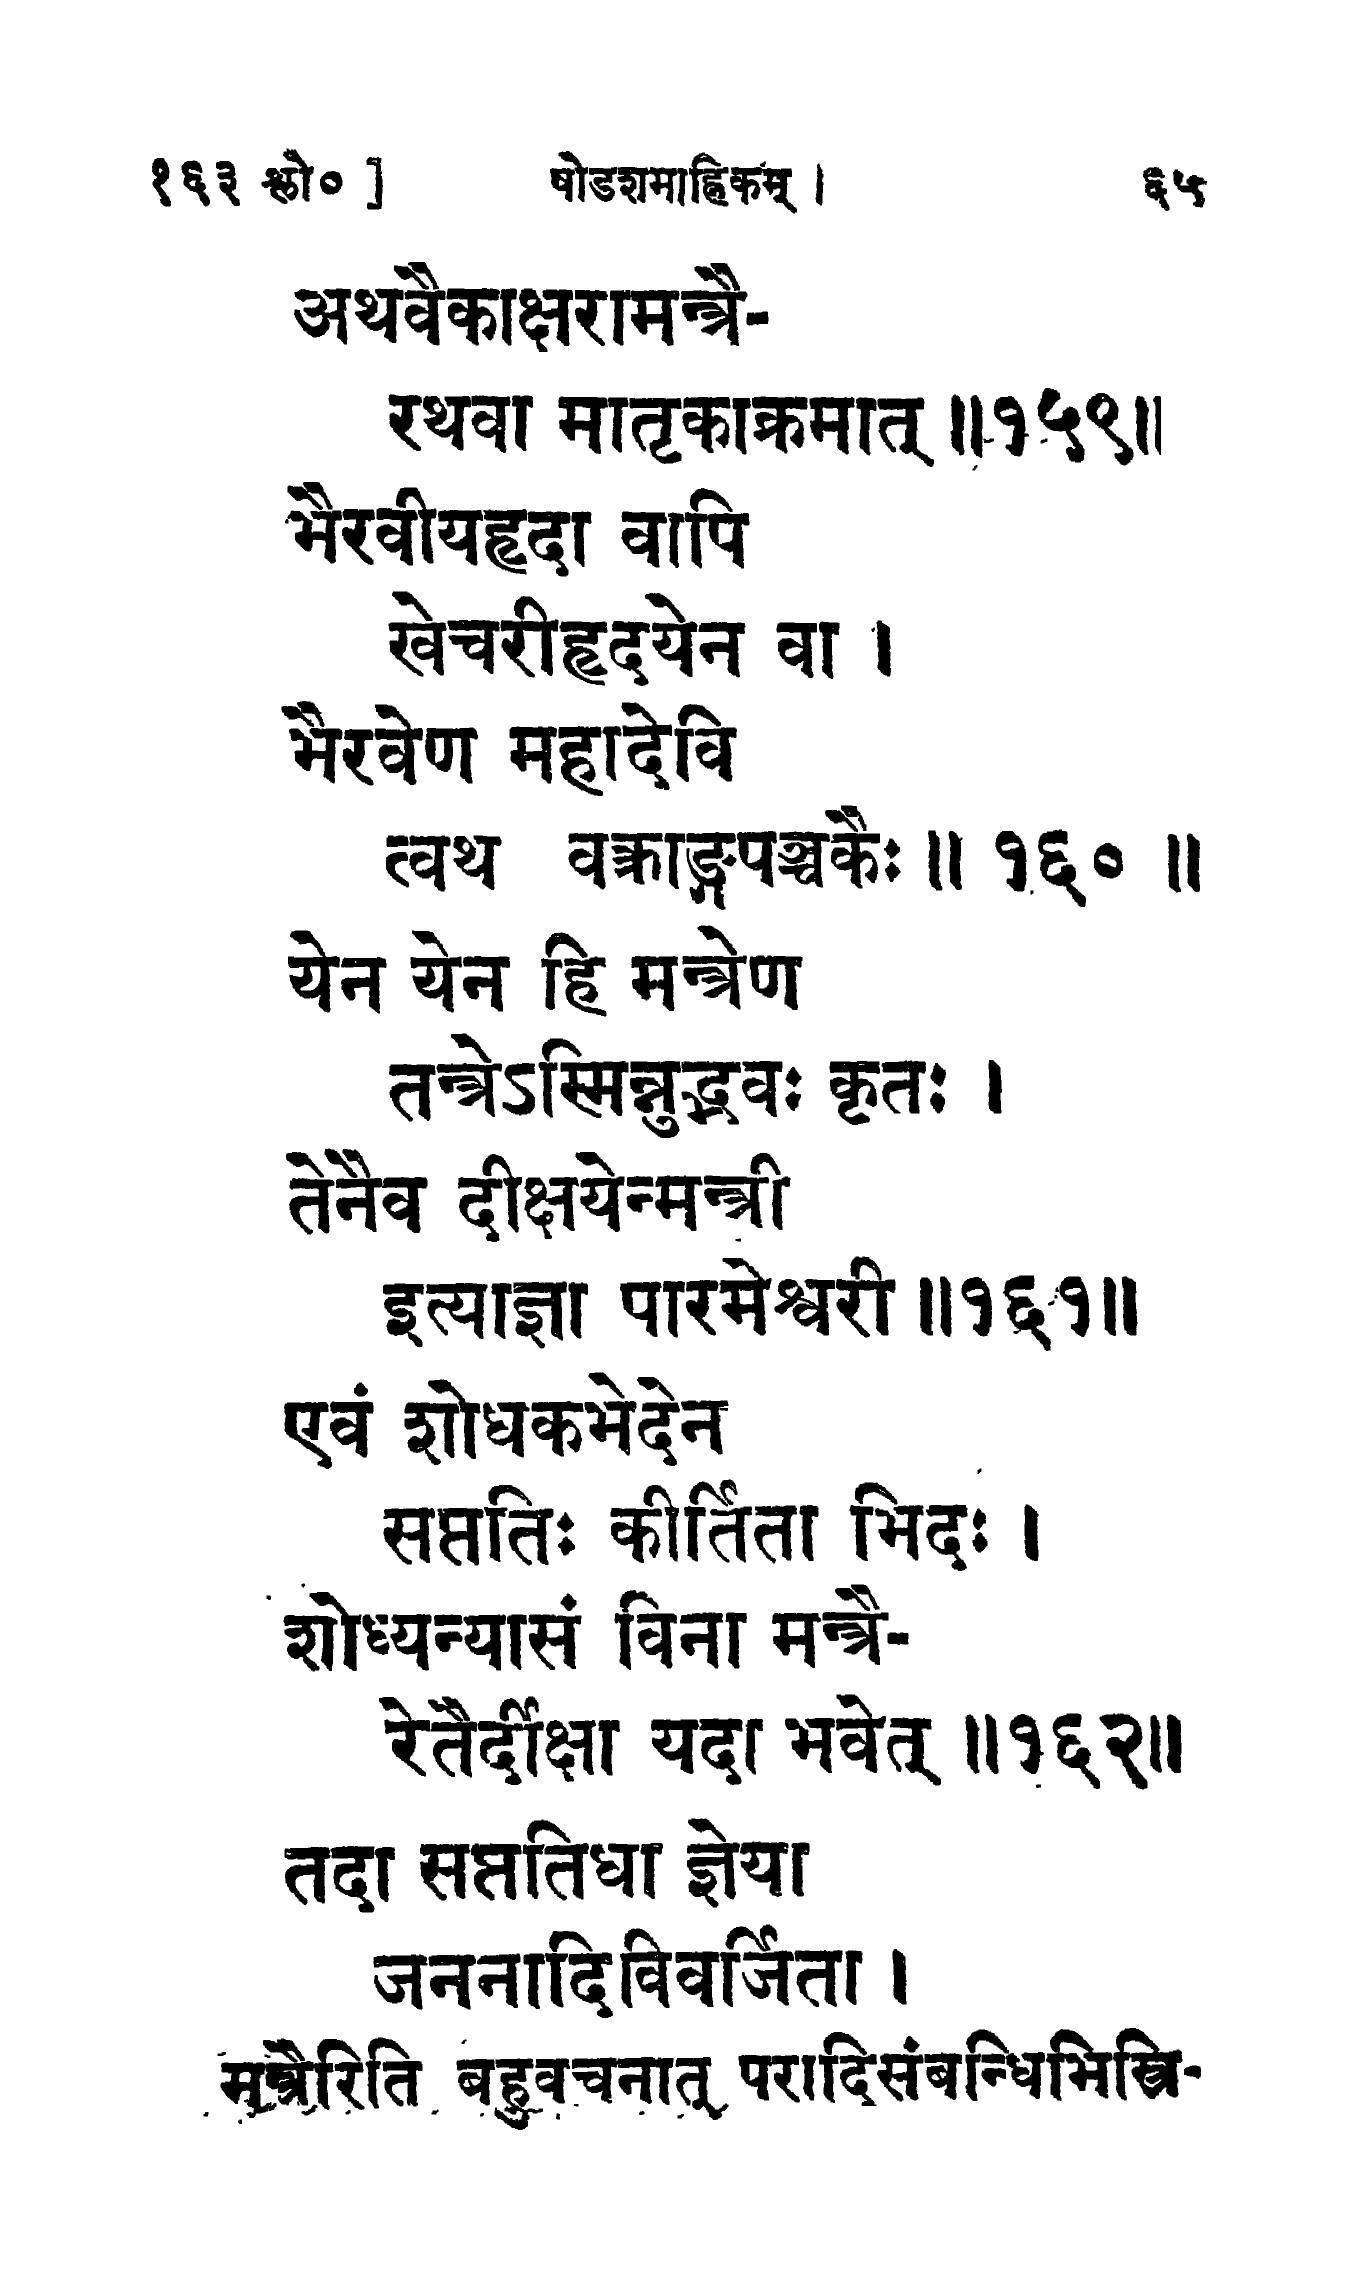 १६३ श्लो० ] षोडशमाह्निकम् । ६५
अथवैकाक्षरामन्त्रै-
रथवा मातृकाक्रमात् ॥१५९॥
भैरवीयहृदा वापि
खेचरीहृदयेन वा ।
भैरवेण महादेवि
त्वथ वक्त्राङ्गपञ्चकैः ॥ १६० ॥
येन येन हि मन्त्रेण
तन्त्रेऽस्मिन्नुद्भवः कृतः ।
तेनैव दीक्षयेन्मन्त्री
इत्याज्ञा पारमेश्वरी ॥१६१॥
एवं शोधकभेदेन
सप्ततिः कीर्तिता भिदः ।
शोध्यन्यासं विना मन्त्रै-
रेतैर्दीक्षा यदा भवेत् ॥१६२॥
तदा सप्ततिधा ज्ञेया
जननादिविवर्जिता ।
मन्त्रैरिति बहुवचनात् परादिसंबन्धिभिस्त्रि-